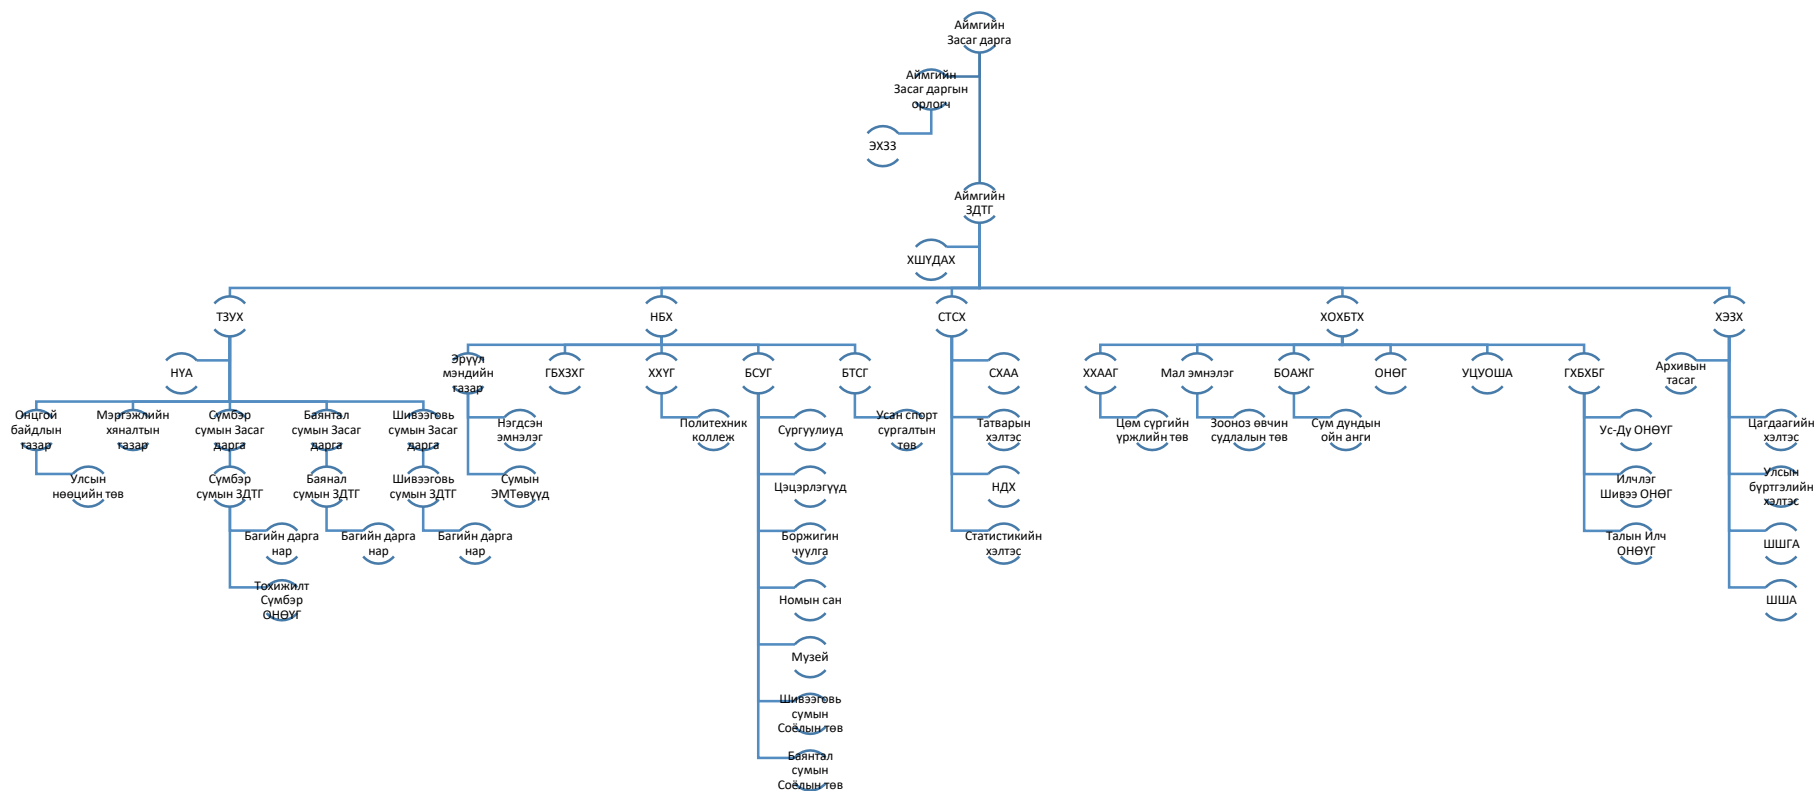 Аймгийн
Засаг дарга
Аймгийн
Засаг даргын
орлогч
ЭХЗЗ
Аймгийн
ЗДТГ
ХШҮДАХ
ТЗУХ
НБХ
СТСХ
ХОХБТХ
ХЭЗХ
НҮА
Онцгой
байдлын
газар
Улсын
нөөцийн төв
Мэргэжлийн
хяналтын
газар
Сүмбэр
сумын Засаг
дарга
Сүмбэр
сумын ЗДТГ
Багийн дарга
нар
Тохижилт
Сүмбэр
ОНӨҮГ
Баянтал
сумын Засаг
дарга
Баянал
сумын ЗДТГ
Багийн дарга
нар
Шивээговь
сумын Засаг
дарга
Шивээговь
сумын ЗДТГ
Багийн дарга
нар
Эрүүл
мэндийн
газар
Нэгдсэн
эмнэлэг
Сумын
ЭМТөвүүд
ГБХЗХГ
ХХҮГ
Политехник
коллеж
БСУГ
Сургуулиуд
Цэцэрлэгүүд
Боржигин
чуулга
Номын сан
Музей
Шивээговь
сумын
Соёлын төв
Баянтал
сумын
Соёлын төв
БТСГ
Усан спорт
сургалтын
төв
СХАА
Татварын
хэлтэс
НДХ
Статистикийн
хэлтэс
ХХААГ
Цөм сүргийн
үржлийн төв
Мал эмнэлэг
Зооноз өвчин
судлалын төв
БОАЖГ
Сум дундын
ойн анги
ОНӨГ
УЦУОША
ГХБХБГ
Ус-Ду ОНӨҮГ
Илчлэг
Шивээ ОНӨГ
Талын Илч
ОНӨҮГ
Архивын
тасаг
Цагдаагийн
хэлтэс
Улсын
бүртгэлийн
хэлтэс
ШШГА
ШША